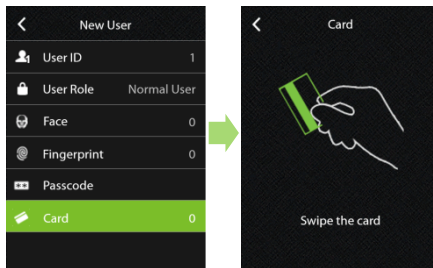 New User
User ID 1
User Role Normal User
Face 0
Fingerprint 0
Passcode
Card 0
Card
Swipe the card